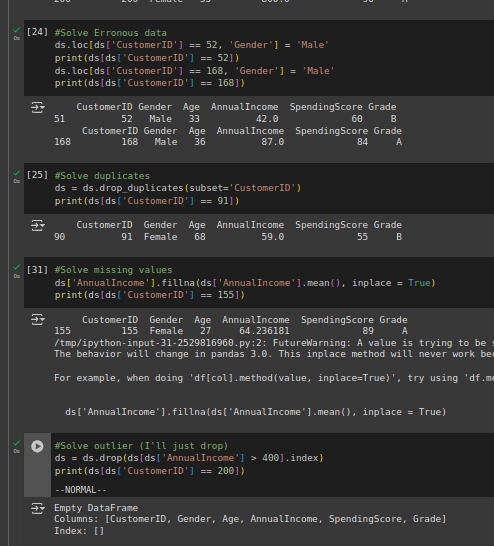 [24] #Solve Erronous data
ds.loc[ds['CustomerID'] == 52, 'Gender'] = 'Male'
print(ds[ds['CustomerID'] == 52])
ds.loc[ds['CustomerID'] == 168, 'Gender'] = 'Male'
print(ds[ds['CustomerID'] == 168])
CustomerID Gender Age AnnualIncome SpendingScore Grade
51 52 Male 33 42.0 60 B
CustomerID Gender Age AnnualIncome SpendingScore Grade
168 168 Male 36 87.0 84 A
[25] #Solve duplicates
ds = ds.drop_duplicates(subset='CustomerID')
print(ds[ds['CustomerID'] == 91])
CustomerID Gender Age AnnualIncome SpendingScore Grade
90 91 Female 68 59.0 55 B
[31] #Solve missing values
ds['AnnualIncome'].fillna(ds['AnnualIncome'].mean(), inplace = True)
print(ds[ds['CustomerID'] == 155])
CustomerID Gender Age AnnualIncome SpendingScore Grade
155 155 Female 27 64.236181 89 A
/tmp/ipython-input-31-2529816960.py:2: FutureWarning: A value is trying to be
The behavior will change in pandas 3.0. This inplace method will never work
For example, when doing 'df[col].method(value, inplace=True)', try using
ds['AnnualIncome'].fillna(ds['AnnualIncome'].mean(), inplace = True)
#Solve outlier (I'll just drop)
ds = ds.drop(ds[ds['AnnualIncome'] > 400].index)
print(ds[ds['CustomerID'] == 200])
--NORMAL--
Empty DataFrame
Columns: [CustomerID, Gender, Age, AnnualIncome, SpendingScore, Grade]
Index: []